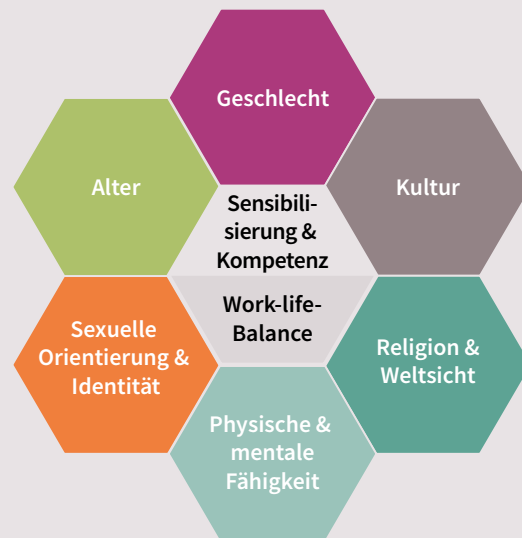 Geschlecht
Alter
Kultur
Sensibili-
sierung &
Kompetenz
Work-life-
Balance
Sexuelle
Orientierung &
Identität
Religion &
Weltsicht
Physische &
mentale
Fähigkeit